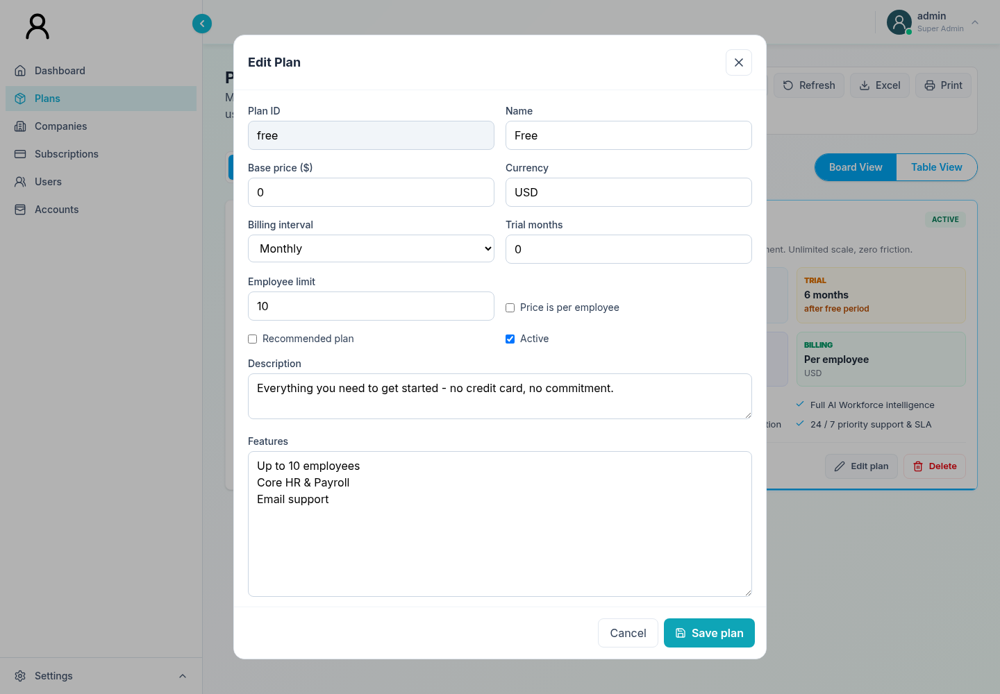 admin
Super Admin
Dashboard
Plans
Companies
Subscriptions
Users
Accounts
Settings
Refresh
Excel
Print
Board View
Table View
ACTIVE
Unlimited scale, zero friction.
TRIAL
6 months
after free period
BILLING
Per employee
USD
Full AI Workforce intelligence
24 / 7 priority support & SLA
Edit plan
Delete
Edit Plan
Plan ID
Name
free
Free
Base price ($)
Currency
0
USD
Billing interval
Trial months
Monthly
0
Employee limit
10
Price is per employee
Recommended plan
Active
Description
Everything you need to get started - no credit card, no commitment.
Features
Up to 10 employees
Core HR & Payroll
Email support
Cancel
Save plan